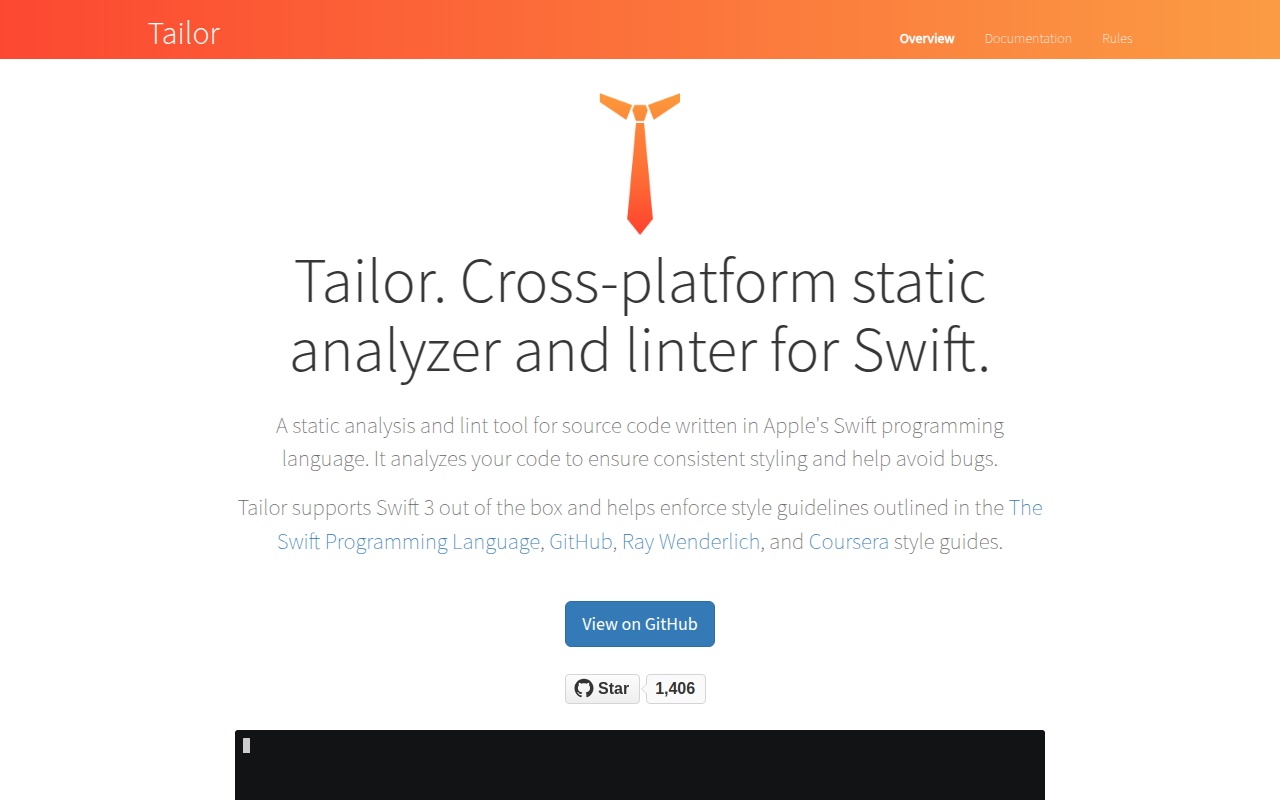 Tailor
Overview
Documentation
Rules
Tailor. Cross-platform static
analyzer and linter for Swift.
A static analysis and lint tool for source code written in Apple's Swift programming
language. It analyzes your code to ensure consistent styling and help avoid bugs.
Tailor supports Swift 3 out of the box and helps enforce style guidelines outlined in the The
Swift Programming Language, GitHub, Ray Wenderlich, and Coursera style guides.
View on GitHub
Star
1,406